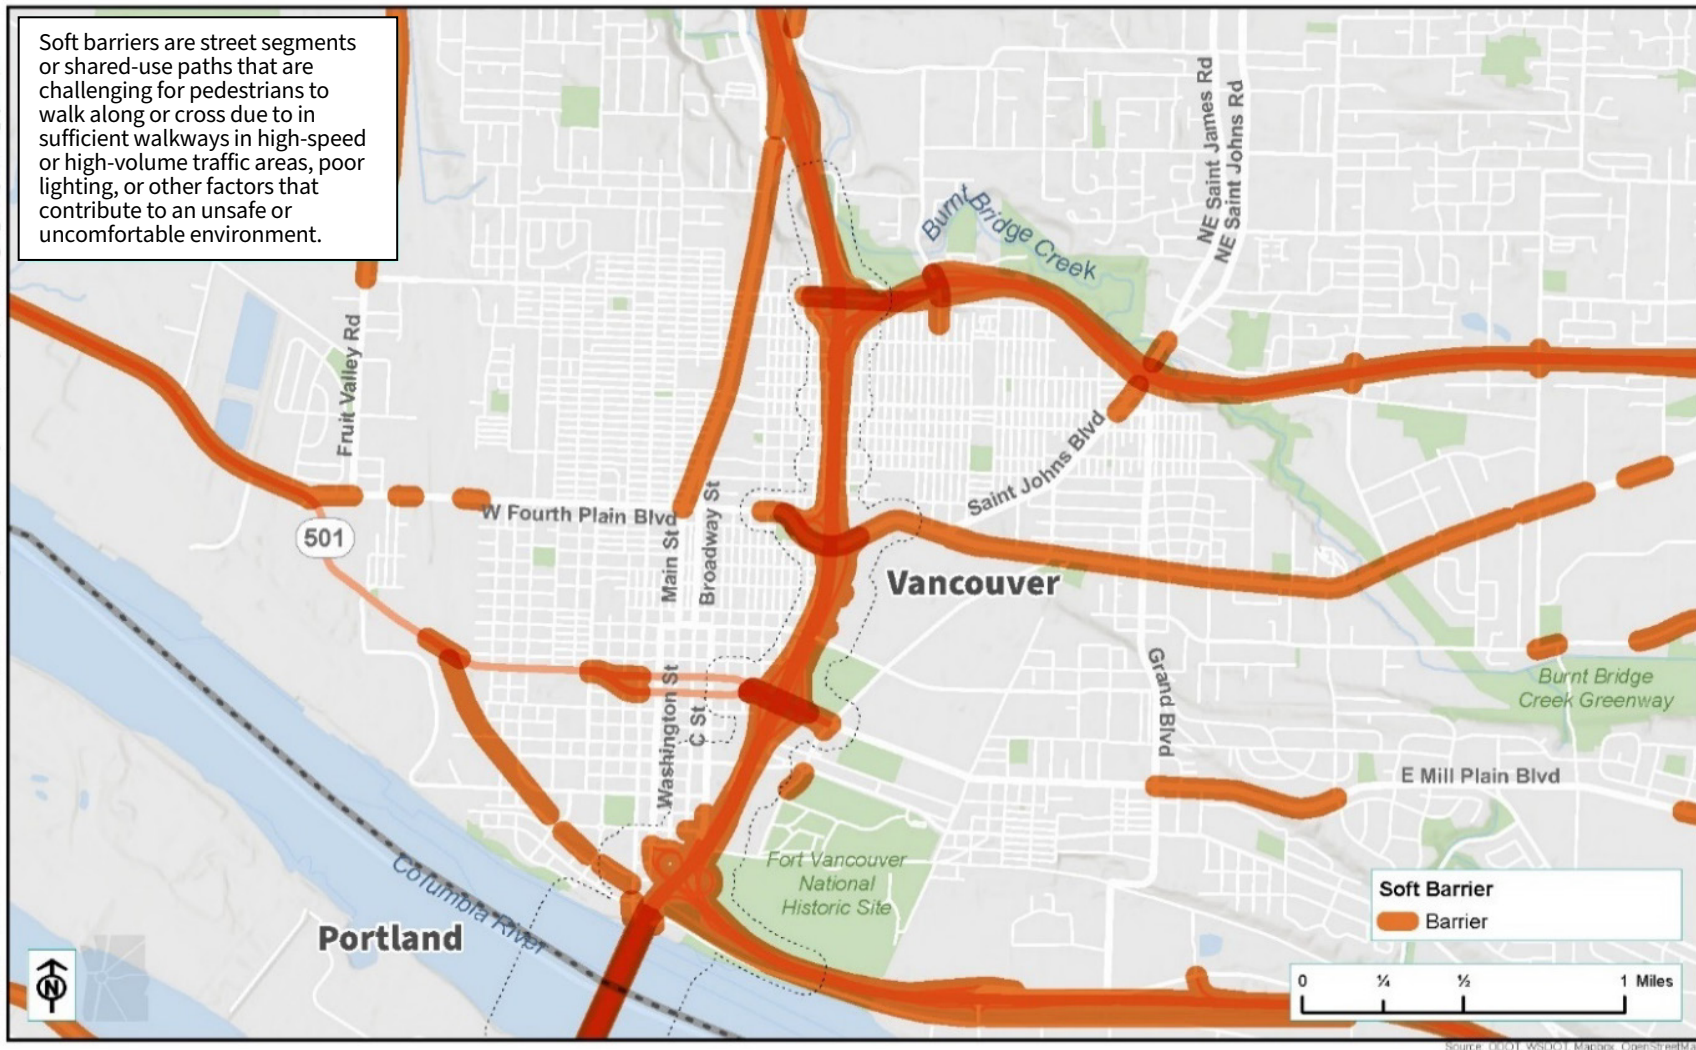 Soft barriers are street segments
or shared-use paths that are
challenging for pedestrians to
walk along or cross due to in
sufficient walkways in high-speed
or high-volume traffic areas, poor
lighting, or other factors that
contribute to an unsafe or
uncomfortable environment.
NE Saint James Rd
NE Saint Johns Rd
Burnt Bridge Creek
Fruit Valley Rd
Saint Johns Blvd
W Fourth Plain Blvd
501
Main St
Broadway St
Vancouver
Washington St
C St
Grand Blvd
Burnt Bridge
Creek Greenway
E Mill Plain Blvd
Fort Vancouver
National
Historic Site
Columbia River
Portland
N
Soft Barrier
Barrier
0 ¼ ½ 1 Miles
Source: ODOT, WSDOT, Mapbox, OpenStreetMa